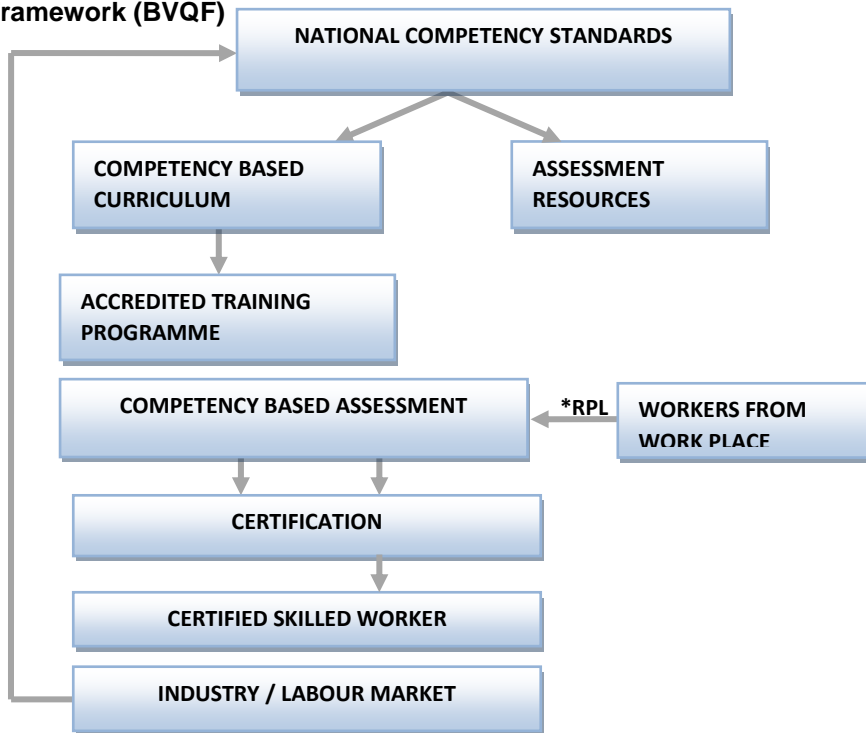 ramework (BVQF)
NATIONAL COMPETENCY STANDARDS
COMPETENCY BASED
CURRICULUM
ASSESSMENT
RESOURCES
ACCREDITED TRAINING
PROGRAMME
COMPETENCY BASED ASSESSMENT
*RPL
WORKERS FROM
WORK PLACE
CERTIFICATION
CERTIFIED SKILLED WORKER
INDUSTRY / LABOUR MARKET